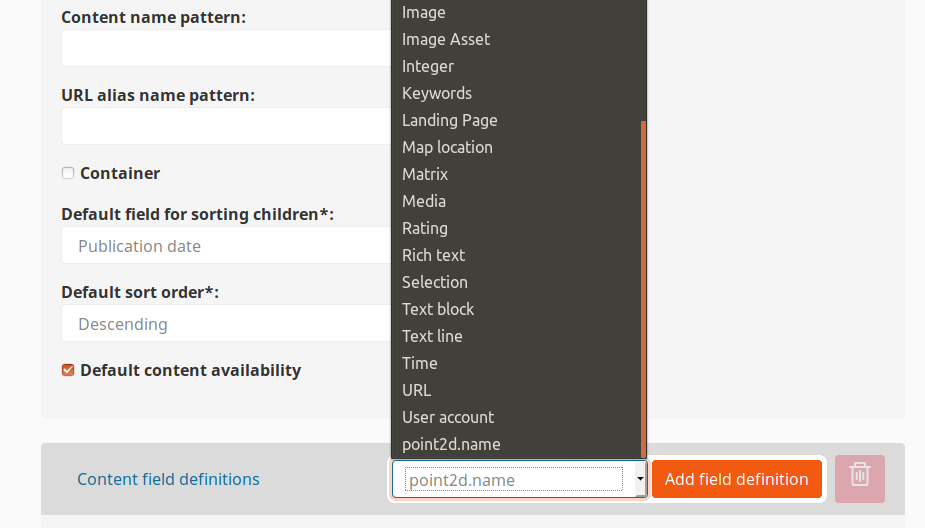 Content name pattern:
URL alias name pattern:
Container
Default field for sorting children*:
Publication date
Default sort order*:
Descending
Default content availability
Image
Image Asset
Integer
Keywords
Landing Page
Map location
Matrix
Media
Rating
Rich text
Selection
Text block
Text line
Time
URL
User account
point2d.name
Content field definitions
point2d.name
Add field definition